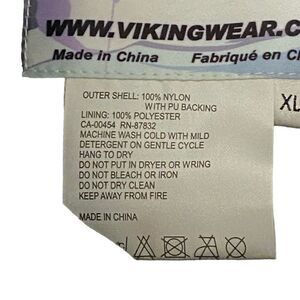 WWW.VIKINGWEAR.C
Made in China Fabriqué en C
XL
OUTER SHELL: 100% NYLON
WITH PU BACKING
LINING: 100% POLYESTER
CA-00454 RN-87832
MACHINE WASH COLD WITH MILD
DETERGENT ON GENTLE CYCLE
HANG TO DRY
DO NOT PUT IN DRYER OR WRING
DO NOT BLEACH OR IRON
DO NOT DRY CLEAN
KEEP AWAY FROM FIRE
MADE IN CHINA